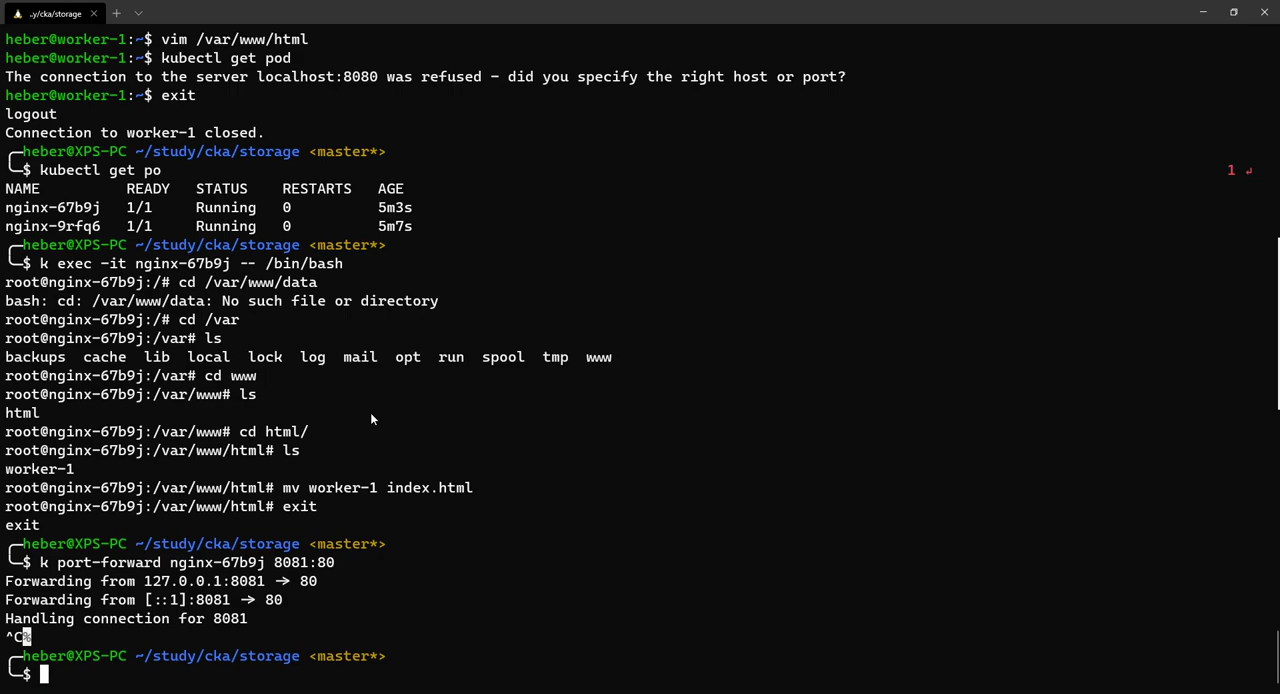 ..y/cka/storage
heber@worker-1:~$ vim /var/www/html
heber@worker-1:~$ kubectl get pod
The connection to the server localhost:8080 was refused - did you specify the right host or port?
heber@worker-1:~$ exit
logout
Connection to worker-1 closed.
heber@XPS-PC ~/study/cka/storage <master*>
$ kubectl get po 1 ↵
NAME READY STATUS RESTARTS AGE
nginx-67b9j 1/1 Running 0 5m3s
nginx-9rfq6 1/1 Running 0 5m7s
heber@XPS-PC ~/study/cka/storage <master*>
$ k exec -it nginx-67b9j -- /bin/bash
root@nginx-67b9j:/# cd /var/www/data
bash: cd: /var/www/data: No such file or directory
root@nginx-67b9j:/# cd /var
root@nginx-67b9j:/var# ls
backups cache lib local lock log mail opt run spool tmp www
root@nginx-67b9j:/var# cd www
root@nginx-67b9j:/var/www# ls
html
root@nginx-67b9j:/var/www# cd html/
root@nginx-67b9j:/var/www/html# ls
worker-1
root@nginx-67b9j:/var/www/html# mv worker-1 index.html
root@nginx-67b9j:/var/www/html# exit
exit
heber@XPS-PC ~/study/cka/storage <master*>
$ k port-forward nginx-67b9j 8081:80
Forwarding from 127.0.0.1:8081 -> 80
Forwarding from [::1]:8081 -> 80
Handling connection for 8081
^C%
heber@XPS-PC ~/study/cka/storage <master*>
$